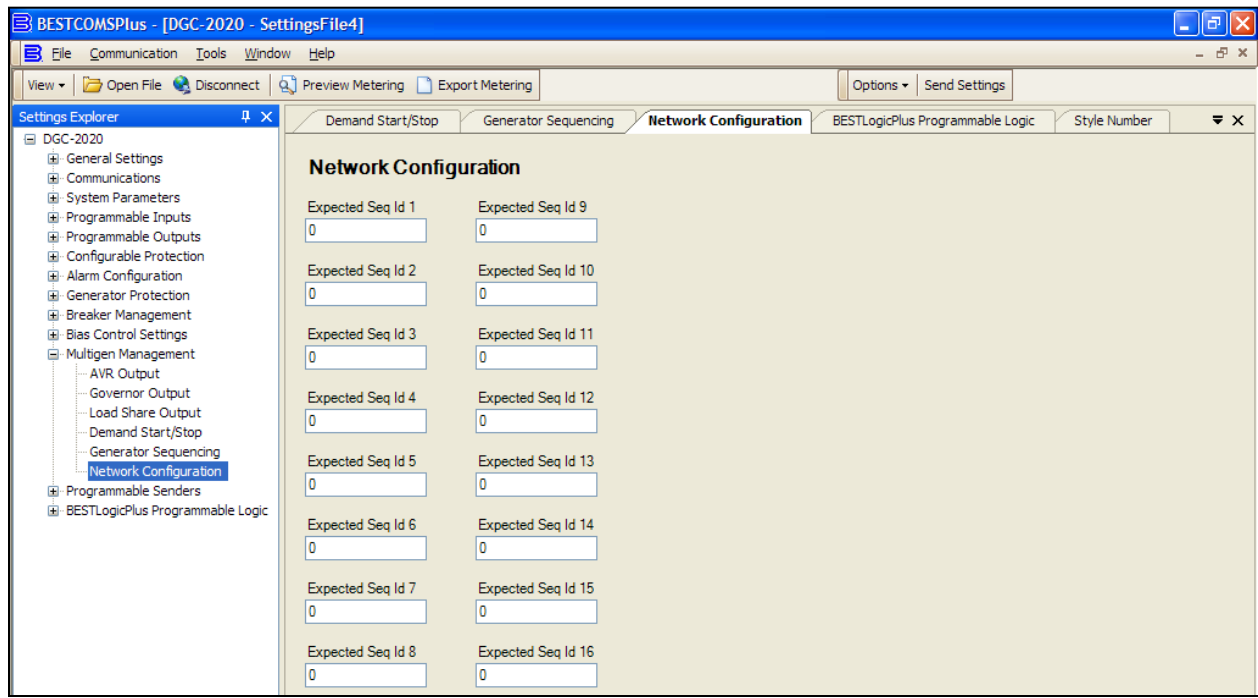 BESTCOMSPlus - [DGC-2020 - SettingsFile4]
File Communication Tools Window Help
View Open File Disconnect Preview Metering Export Metering Options Send Settings
Settings Explorer
DGC-2020
General Settings
Communications
System Parameters
Programmable Inputs
Programmable Outputs
Configurable Protection
Alarm Configuration
Generator Protection
Breaker Management
Bias Control Settings
Multigen Management
AVR Output
Governor Output
Load Share Output
Demand Start/Stop
Generator Sequencing
Network Configuration
Programmable Senders
BESTLogicPlus Programmable Logic
Demand Start/Stop Generator Sequencing Network Configuration BESTLogicPlus Programmable Logic Style Number
Network Configuration
Expected Seq Id 1 Expected Seq Id 9
0 0
Expected Seq Id 2 Expected Seq Id 10
0 0
Expected Seq Id 3 Expected Seq Id 11
0 0
Expected Seq Id 4 Expected Seq Id 12
0 0
Expected Seq Id 5 Expected Seq Id 13
0 0
Expected Seq Id 6 Expected Seq Id 14
0 0
Expected Seq Id 7 Expected Seq Id 15
0 0
Expected Seq Id 8 Expected Seq Id 16
0 0